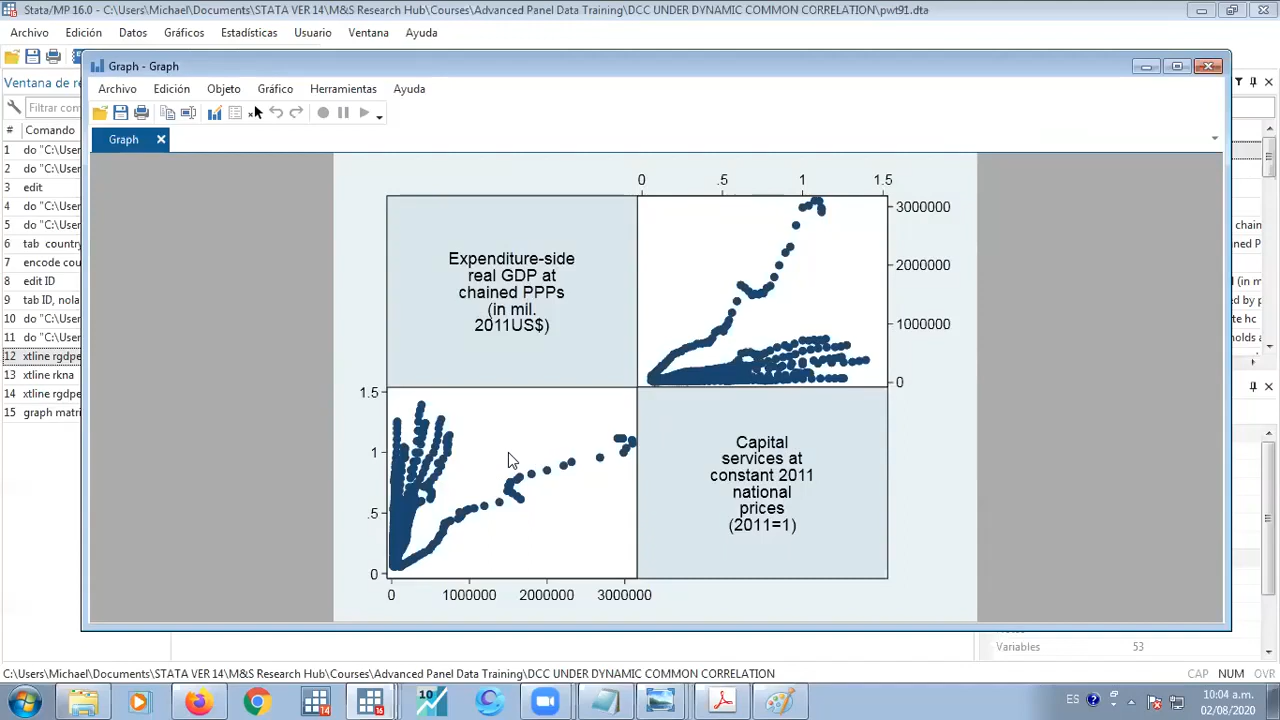 Stata/MP 16.0 - C:\Users\Michael\Documents\STATA VER 14\M&S Research Hub\Courses\Advanced Panel Data Training\DCC UNDER DYNAMIC COMMON CORRELATION\pwt91.dta
Archivo Edición Datos Gráficos Estadísticas Usuario Ventana Ayuda
Graph - Graph
Ventana de re
Archivo Edición Objeto Gráfico Herramientas Ayuda
Filtrar com
Graph
# Comando
1 do "C:\User
2 do "C:\User
3 edit
4 do "C:\User
5 do "C:\User
6 tab country
7 encode cou
8 edit ID
9 tab ID, nola
10 do "C:\User
11 do "C:\User
12 xtline rgdpe
13 xtline rkna
14 xtline rgdpe
15 graph matri
0 .5 1 1.5
Expenditure-side
real GDP at
chained PPPs
(in mil.
2011US$)
3000000
2000000
1000000
0
1.5
1
.5
0
Capital
services at
constant 2011
national
prices
(2011=1)
0 1000000 2000000 3000000
chain
ned P
l (in m
ed by p
te hc
holds a
Variables 53
C:\Users\Michael\Documents\STATA VER 14\M&S Research Hub\Courses\Advanced Panel Data Training\DCC UNDER DYNAMIC COMMON CORRELATION
CAP NUM OVR
14
16
10
ES
10:04 a.m.
02/08/2020